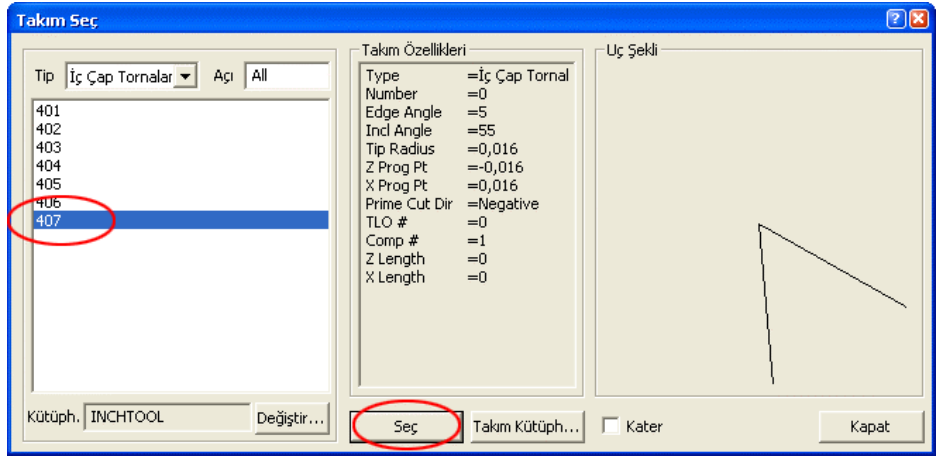 Takım Seç
Tip İç Çap Tornalar Açı All
401
402
403
404
405
406
407
Kütüph. INCHTOOL Değiştir...
Takım Özellikleri
Type =İç Çap Tornal
Number =0
Edge Angle =5
Incl Angle =55
Tip Radius =0,016
Z Prog Pt =-0,016
X Prog Pt =0,016
Prime Cut Dir =Negative
TLO # =0
Comp # =1
Z Length =0
X Length =0
Uç Şekli
Seç Takım Kütüph... Kater Kapat